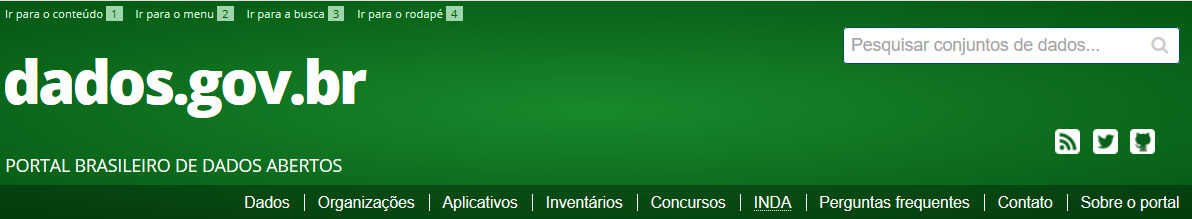 Ir para o conteúdo 1 Ir para o menu 2 Ir para a busca 3 Ir para o rodapé 4
Pesquisar conjuntos de dados...
dados.gov.br
PORTAL BRASILEIRO DE DADOS ABERTOS
Dados Organizações Aplicativos Inventários Concursos INDA Perguntas frequentes Contato Sobre o portal